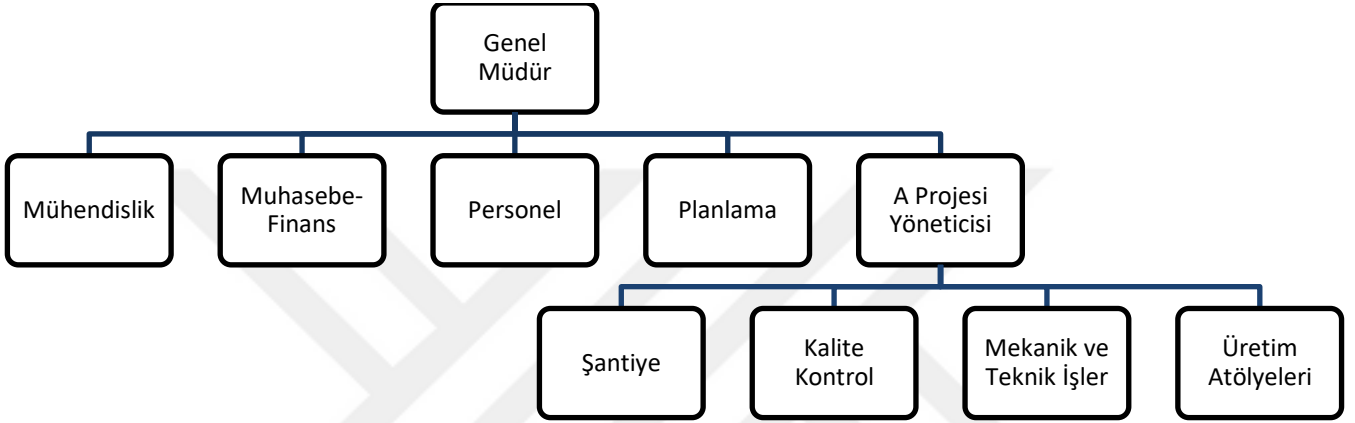 Genel
Müdür
Mühendislik
Muhasebe-
Finans
Personel
Planlama
A Projesi
Yöneticisi
Şantiye
Kalite
Kontrol
Mekanik ve
Teknik İşler
Üretim
Atölyeleri